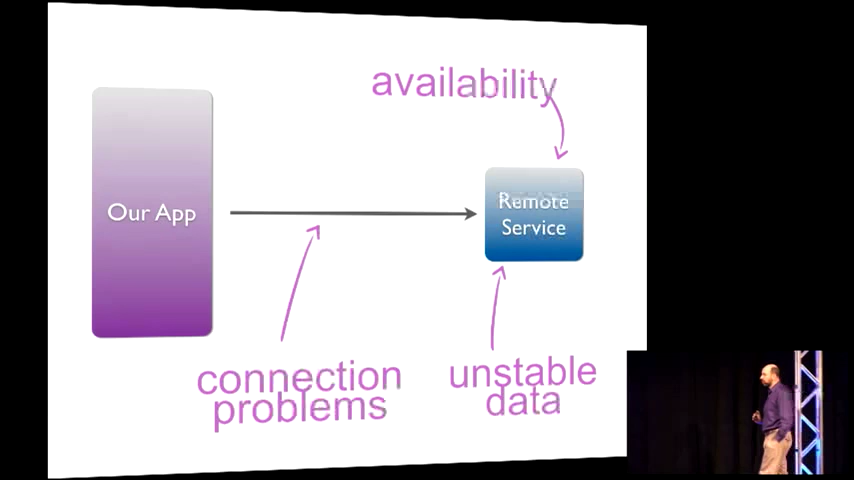 availability
Our App
Remote
Service
connection
problems
unstable
data